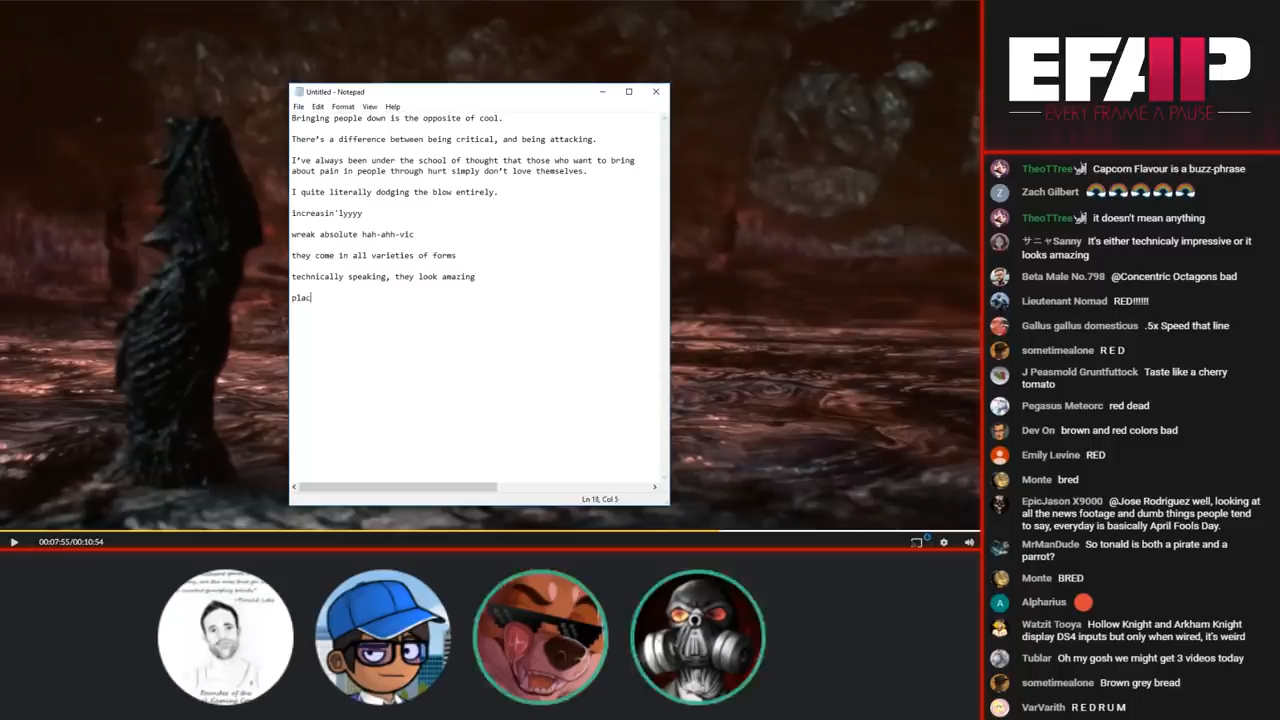 Untitled - Notepad
File Edit Format View Help
Bringing people down is the opposite of cool.
There's a difference between being critical, and being attacking.
I've always been under the school of thought that those who want to bring
about pain in people through hurt simply don't love themselves.
I quite literally dodging the blow entirely.
increasin'lyyyy
wreak absolute hah-ahh-vic
they come in all varieties of forms
technically speaking, they look amazing
plac
Ln 18, Col 5
00:07:55/00:10:54
EFAP
EVERY FRAME A PAUSE
TheoTTree Capcom Flavour is a buzz-phrase
Zach Gilbert
TheoTTree it doesn't mean anything
サニャSanny It's either technicaly impressive or it
looks amazing
Beta Male No.798 @Concentric Octagons bad
Lieutenant Nomad RED!!!!!!
Gallus gallus domesticus .5x Speed that line
sometimealone R E D
J Peasmold Gruntfuttock Taste like a cherry
tomato
Pegasus Meteorc red dead
Dev On brown and red colors bad
Emily Levine RED
Monte bred
EpicJason X9000 @Jose Rodriguez well, looking at
all the news footage and dumb things people tend
to say, everyday is basically April Fools Day.
MrManDude So tonald is both a pirate and a
parrot?
Monte BRED
A Alpharius
Watzit Tooya Hollow Knight and Arkham Knight
display DS4 inputs but only when wired, it's weird
Tublar Oh my gosh we might get 3 videos today
sometimealone Brown grey bread
VarVarith R E D R U M
Founder of the